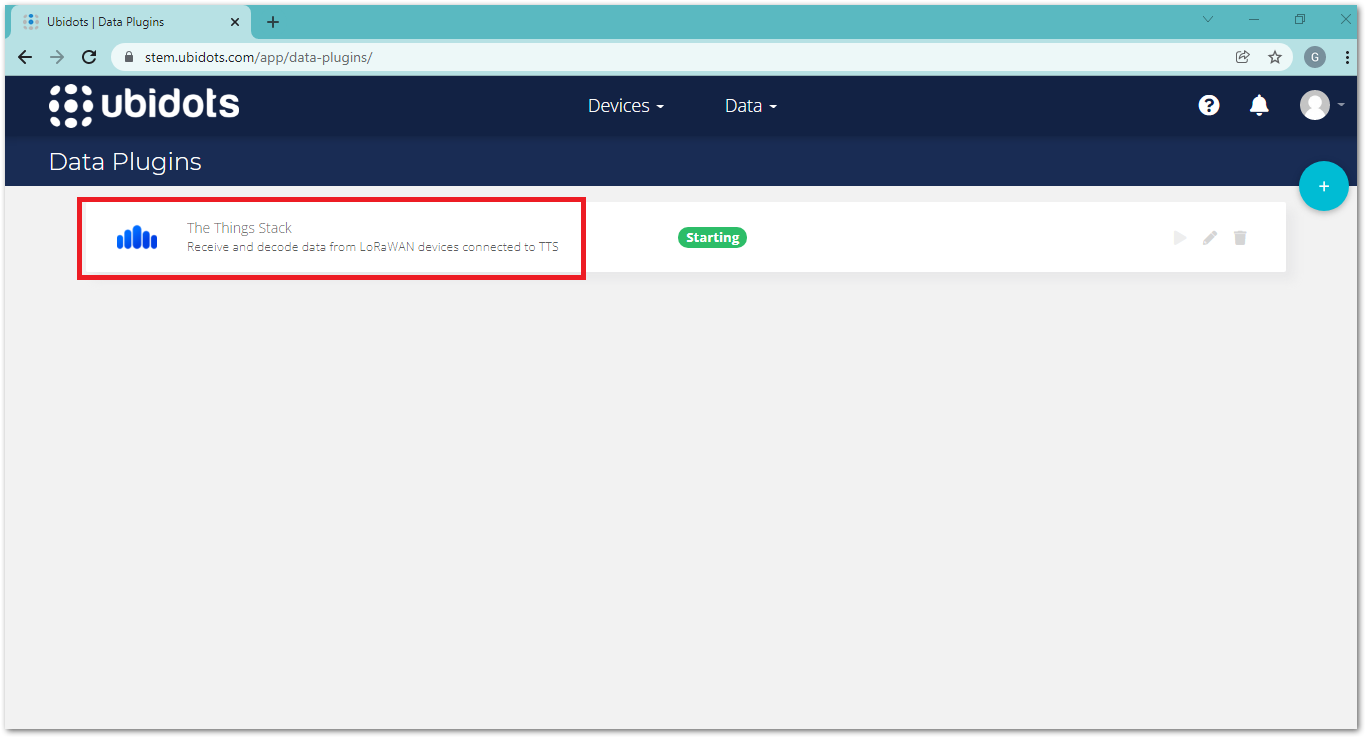 Ubidots | Data Plugins
stem.ubidots.com/app/data-plugins/
G
ubidots
Devices
Data
?
Data Plugins
+
The Things Stack
Receive and decode data from LoRaWAN devices connected to TTS
Starting